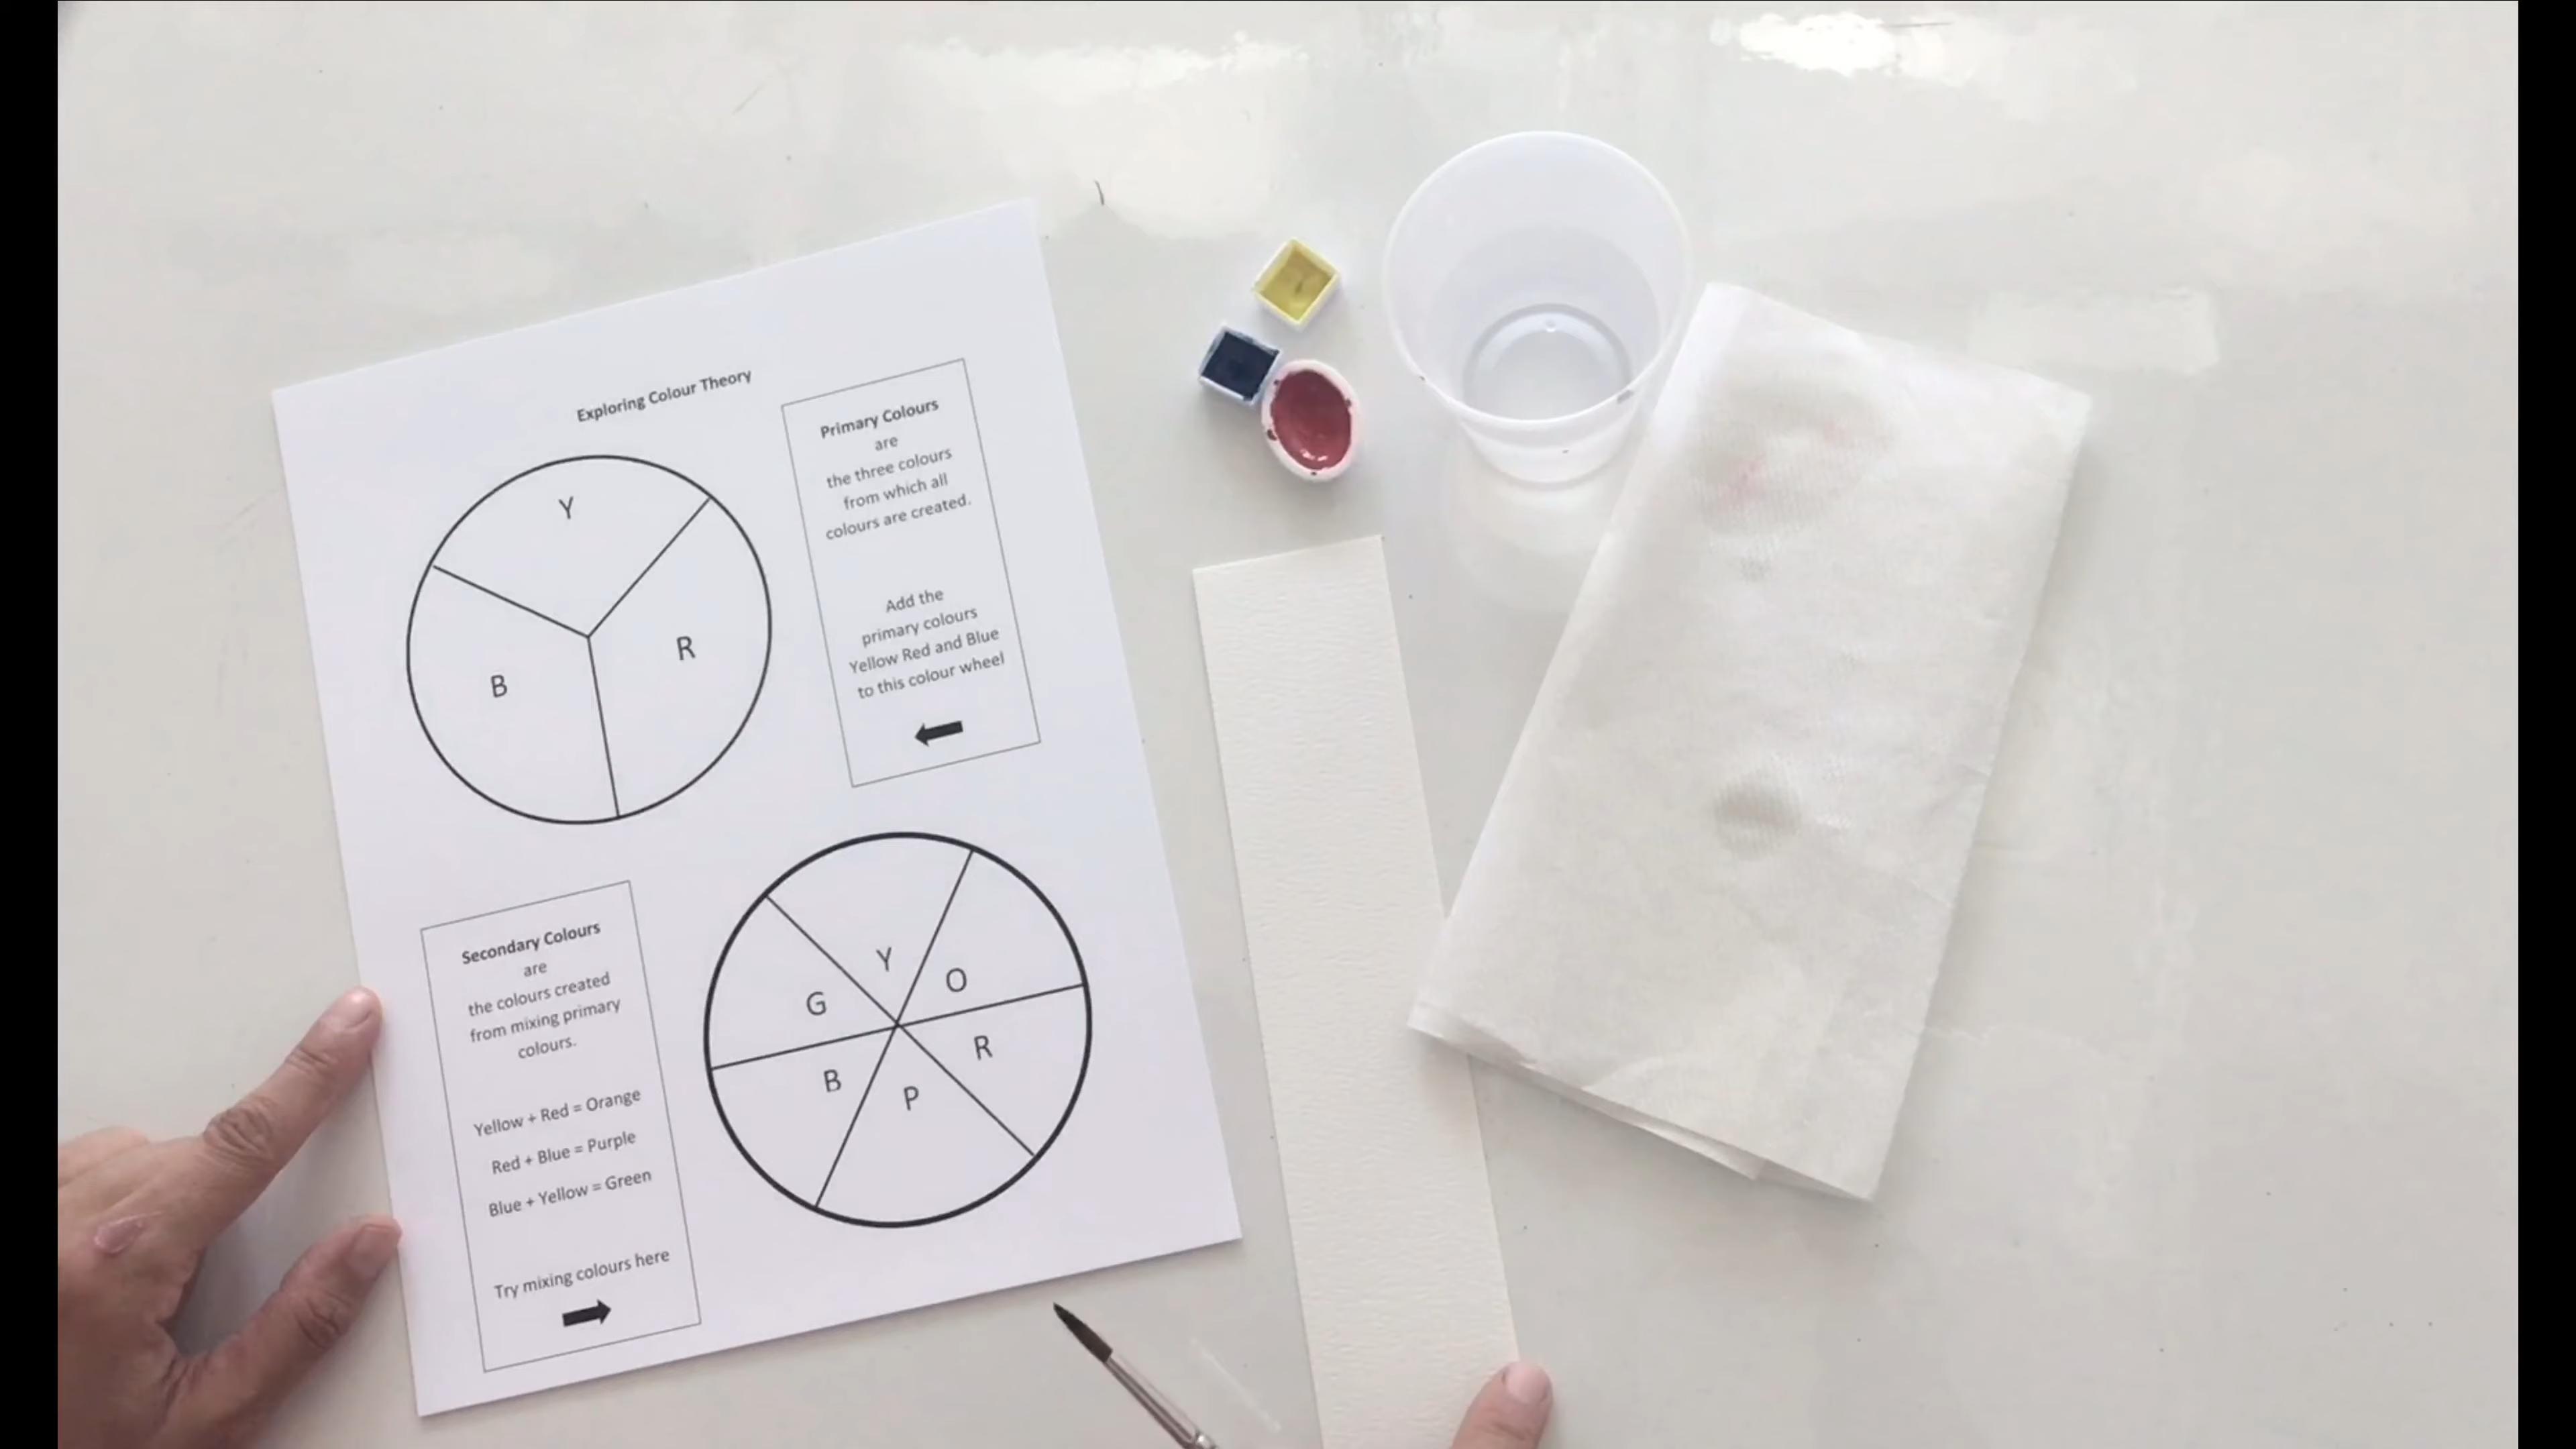 Exploring Colour Theory
Y
R
B
Primary Colours
are
the three colours
from which all
colours are created.
Add the
primary colours
Yellow Red and Blue
to this colour wheel
Secondary Colours
are
the colours created
from mixing primary
colours.
Yellow + Red = Orange
Red + Blue = Purple
Blue + Yellow = Green
Try mixing colours here
Y
O
G
R
B
P